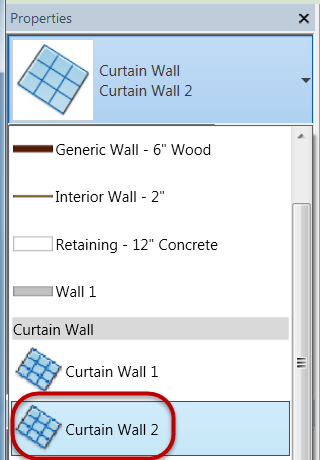 Properties
Curtain Wall
Curtain Wall 2
Generic Wall - 6" Wood
Interior Wall - 2"
Retaining - 12" Concrete
Wall 1
Curtain Wall
Curtain Wall 1
Curtain Wall 2